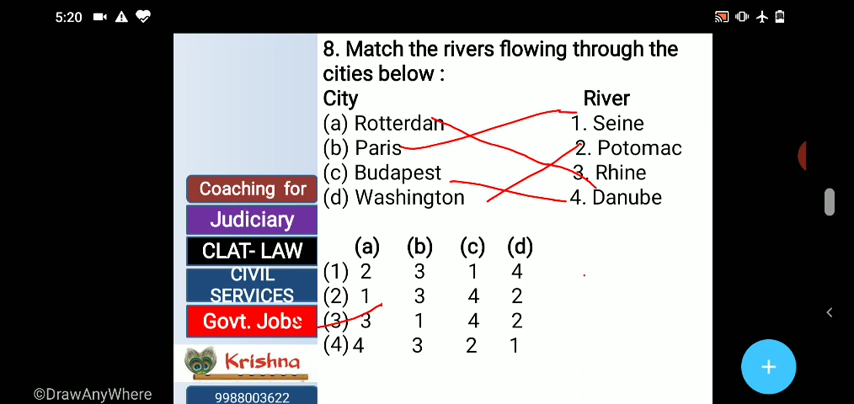 5:20
8. Match the rivers flowing through the
cities below :
City River
(a) Rotterdan 1. Seine
(b) Paris 2. Potomac
(c) Budapest 3. Rhine
(d) Washington 4. Danube
(a) (b) (c) (d)
(1) 2 3 1 4
(2) 1 3 4 2
(3) 3 1 4 2
(4) 4 3 2 1
Coaching for
Judiciary
CLAT- LAW
CIVIL
SERVICES
Govt. Jobs
Krishna
9988003622
©DrawAnyWhere